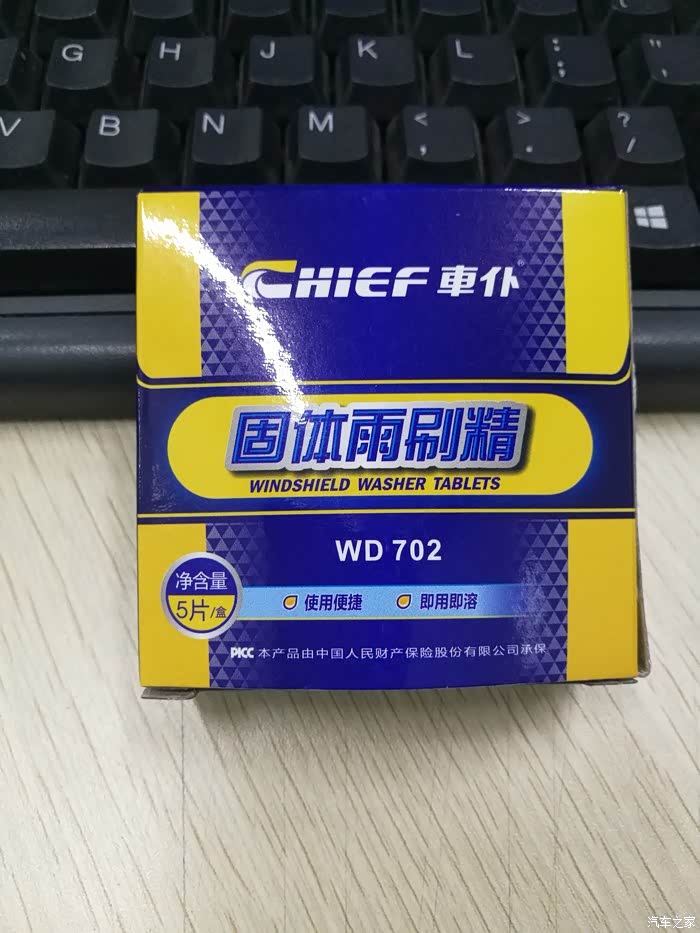 G H J K L : ;
" '
V B N M < , > . ? /
CHIEF 車仆®
固体雨刷精
WINDSHIELD WASHER TABLETS
WD 702
净含量
5片/盒
使用便捷 即用即溶
PICC 本产品由中国人民财产保险股份有限公司承保
汽车之家